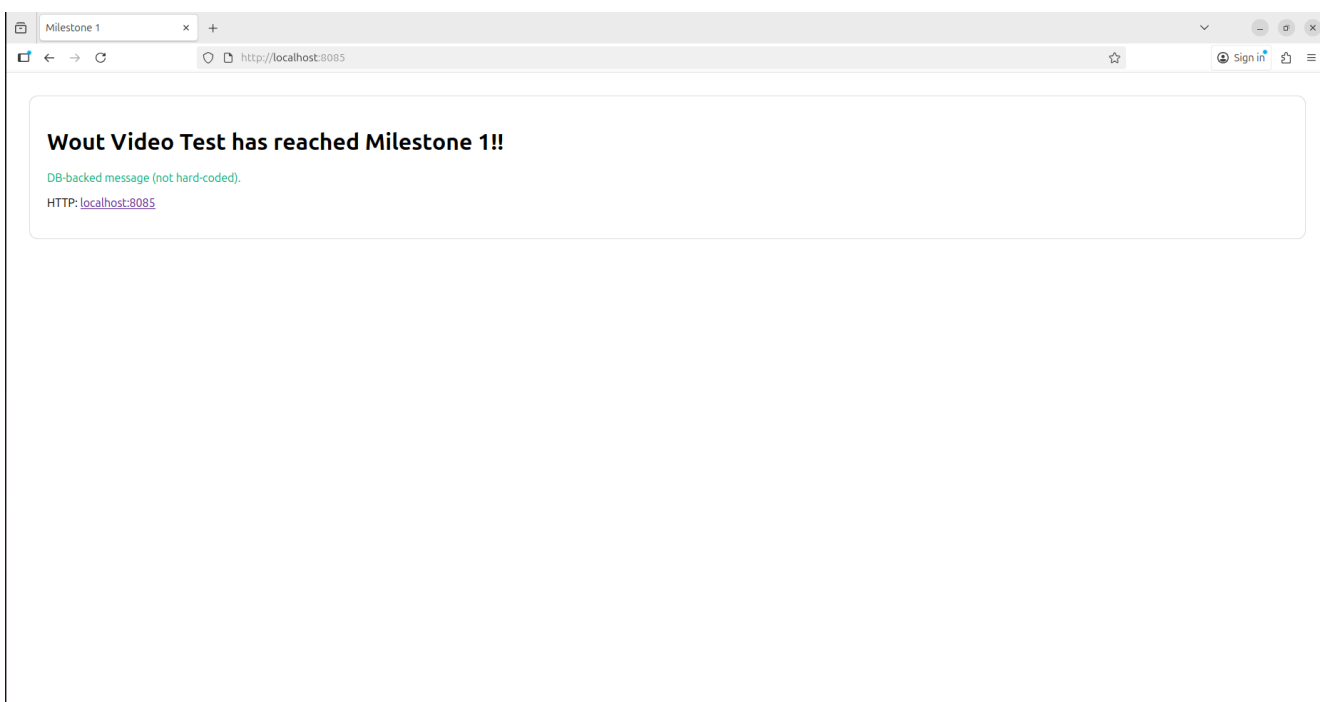 Milestone 1
http://localhost:8085
Sign in
Wout Video Test has reached Milestone 1!!
DB-backed message (not hard-coded).
HTTP: localhost:8085